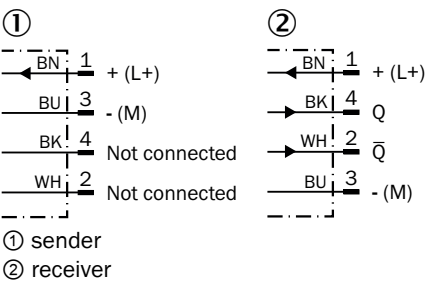 ① ②
BN 1 + (L+)
BU 3 - (M)
BK 4 Not connected
WH 2 Not connected
BN 1 + (L+)
BK 4 Q
WH 2 Q̅
BU 3 - (M)
① sender
② receiver